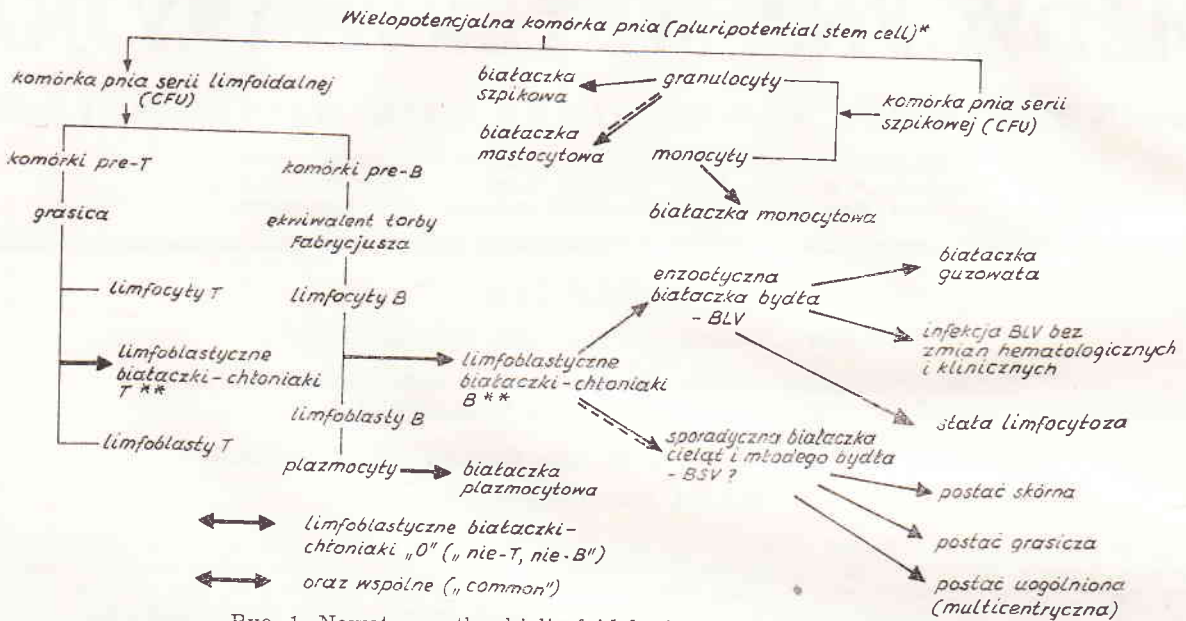 Wielopotencjalna komórka pnia (pluripotential stem cell)*
komórka pnia serii limfoidalnej
(CFU)
białaczka
szpikowa
granulocyty
komórka pnia serii
szpikowej (CFU)
białaczka
mastocytowa
monocyty
białaczka monocytowa
komórki pre-T
komórki pre-B
grasica
ekwiwalent torby
Fabrycjusza
limfocyty T
limfocyty B
enzootyczna
białaczka bydła
- BLV
białaczka
guzowata
infekcja BLV bez
zmian hematologicznych
i klinicznych
limfoblastyczne
białaczki-chłoniaki
T **
limfoblastyczne
białaczki-chłoniaki
B**
stała limfocytoza
limfoblasty T
limfoblasty B
sporadyczna białaczka
cieląt i młodego bydła
- BSV ?
plazmocyty
białaczka
plazmocytowa
postać skórna
postać grasicza
postać uogólniona
(multicentryczna)
limfoblastyczne białaczki-
chłoniaki „O" („nie-T, nie-B")
oraz wspólne („common")
Ryc. 1.